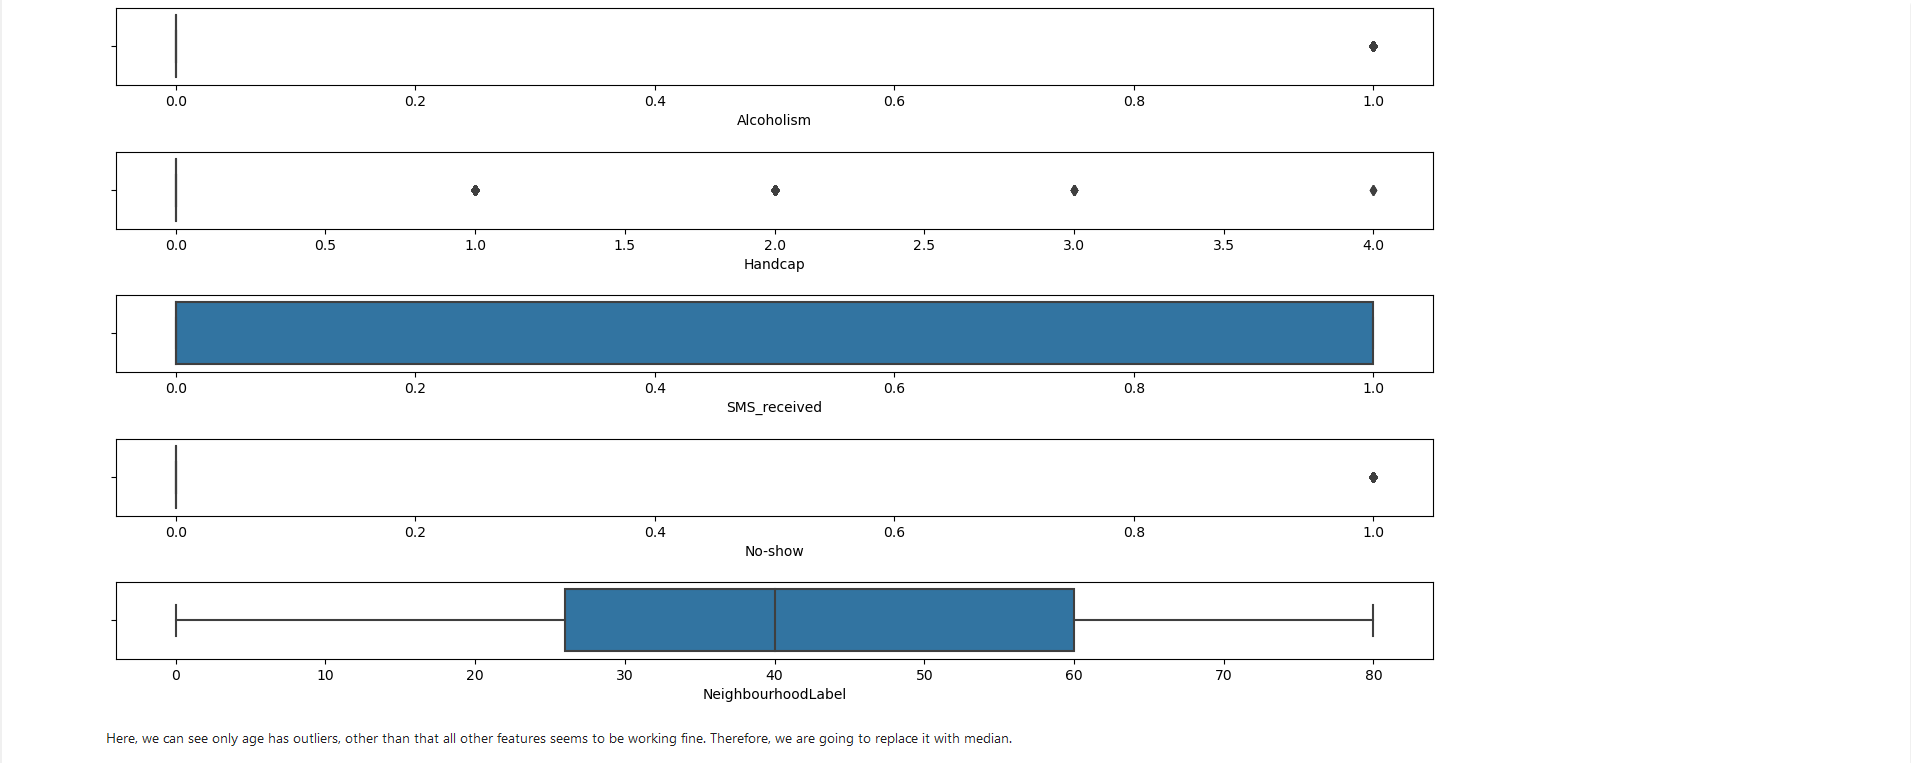 0.0 0.2 0.4 0.6 0.8 1.0
Alcoholism
0.0 0.5 1.0 1.5 2.0 2.5 3.0 3.5 4.0
Handcap
0.0 0.2 0.4 0.6 0.8 1.0
SMS_received
0.0 0.2 0.4 0.6 0.8 1.0
No-show
0 10 20 30 40 50 60 70 80
NeighbourhoodLabel
Here, we can see only age has outliers, other than that all other features seems to be working fine. Therefore, we are going to replace it with median.